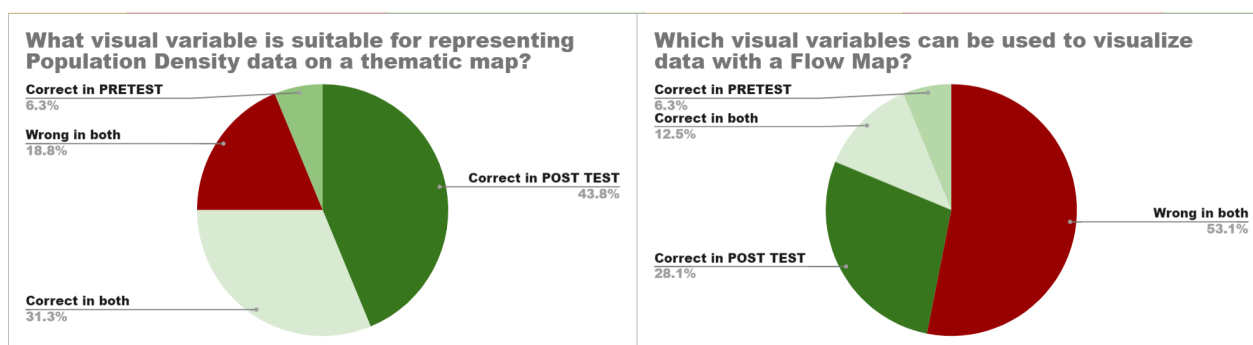 What visual variable is suitable for representing
Population Density data on a thematic map?
Correct in PRETEST
6.3%
Wrong in both
18.8%
Correct in POST TEST
43.8%
Correct in both
31.3%
Which visual variables can be used to visualize
data with a Flow Map?
Correct in PRETEST
6.3%
Correct in both
12.5%
Wrong in both
53.1%
Correct in POST TEST
28.1%